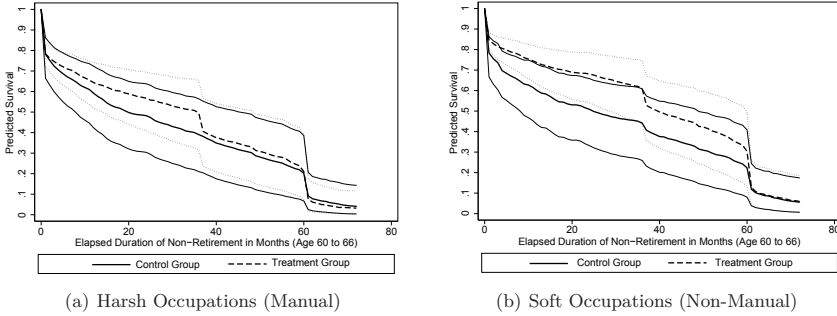 Predicted Survival
0 .1 .2 .3 .4 .5 .6 .7 .8 .9 1
0 20 40 60 80
Elapsed Duration of Non-Retirement in Months (Age 60 to 66)
Control Group Treatment Group
(a) Harsh Occupations (Manual)
Predicted Survival
0 .1 .2 .3 .4 .5 .6 .7 .8 .9 1
0 20 40 60 80
Elapsed Duration of Non-Retirement in Months (Age 60 to 66)
Control Group Treatment Group
(b) Soft Occupations (Non-Manual)